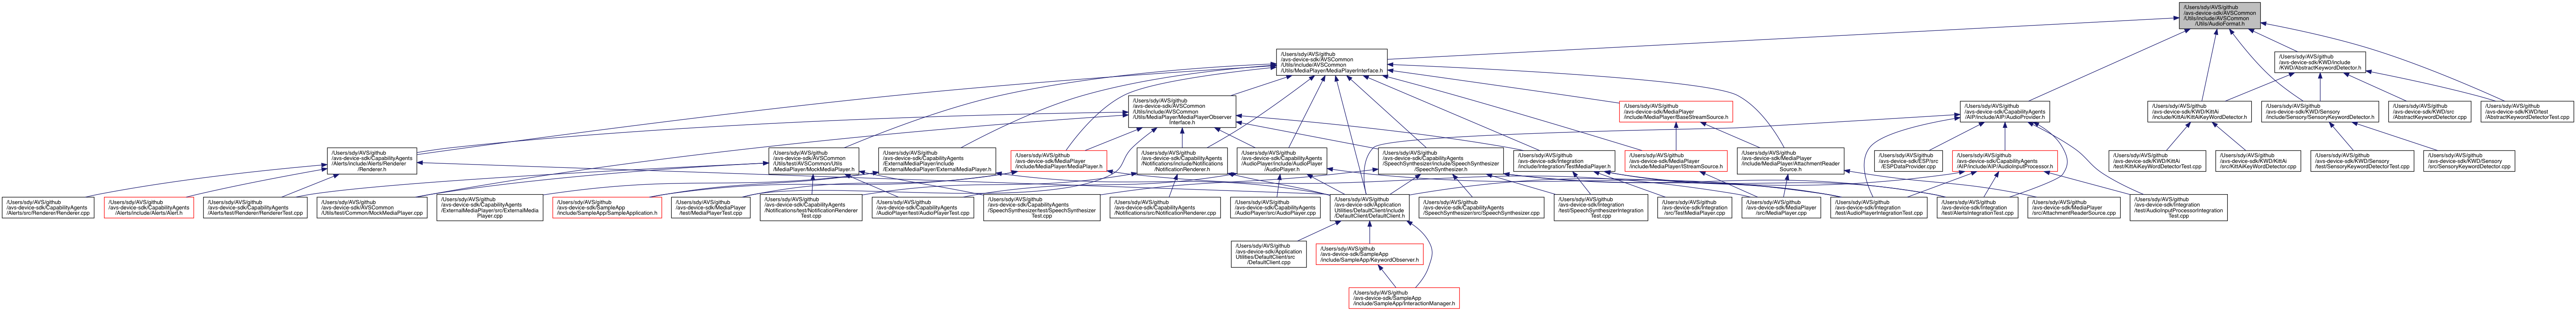 /Users/sdy/AVS/github
/avs-device-sdk/AVSCommon
/Utils/include/AVSCommon
/Utils/AudioFormat.h
/Users/sdy/AVS/github
/avs-device-sdk/AVSCommon
/Utils/include/AVSCommon
/Utils/MediaPlayer/MediaPlayerInterface.h
/Users/sdy/AVS/github
/avs-device-sdk/KWD/include
/KWD/AbstractKeywordDetector.h
/Users/sdy/AVS/github
/avs-device-sdk/AVSCommon
/Utils/include/AVSCommon
/Utils/MediaPlayer/MediaPlayerObserver
Interface.h
/Users/sdy/AVS/github
/avs-device-sdk/MediaPlayer
/include/MediaPlayer/BaseStreamSource.h
/Users/sdy/AVS/github
/avs-device-sdk/CapabilityAgents
/AIP/include/AIP/AudioProvider.h
/Users/sdy/AVS/github
/avs-device-sdk/KWD/KittAi
/include/KittAi/KittAiKeyWordDetector.h
/Users/sdy/AVS/github
/avs-device-sdk/KWD/Sensory
/include/Sensory/SensoryKeywordDetector.h
/Users/sdy/AVS/github
/avs-device-sdk/KWD/src
/AbstractKeywordDetector.cpp
/Users/sdy/AVS/github
/avs-device-sdk/KWD/test
/AbstractKeywordDetectorTest.cpp
/Users/sdy/AVS/github
/avs-device-sdk/CapabilityAgents
/Alerts/include/Alerts/Renderer
/Renderer.h
/Users/sdy/AVS/github
/avs-device-sdk/AVSCommon
/Utils/test/AVSCommon/Utils
/MediaPlayer/MockMediaPlayer.h
/Users/sdy/AVS/github
/avs-device-sdk/CapabilityAgents
/ExternalMediaPlayer/include
/ExternalMediaPlayer/ExternalMediaPlayer.h
/Users/sdy/AVS/github
/avs-device-sdk/MediaPlayer
/include/MediaPlayer/MediaPlayer.h
/Users/sdy/AVS/github
/avs-device-sdk/CapabilityAgents
/Notifications/include/Notifications
/NotificationRenderer.h
/Users/sdy/AVS/github
/avs-device-sdk/CapabilityAgents
/AudioPlayer/include/AudioPlayer
/AudioPlayer.h
/Users/sdy/AVS/github
/avs-device-sdk/CapabilityAgents
/SpeechSynthesizer/include/SpeechSynthesizer
/SpeechSynthesizer.h
/Users/sdy/AVS/github
/avs-device-sdk/Integration
/include/Integration/TestMediaPlayer.h
/Users/sdy/AVS/github
/avs-device-sdk/MediaPlayer
/include/MediaPlayer/IStreamSource.h
/Users/sdy/AVS/github
/avs-device-sdk/MediaPlayer
/include/MediaPlayer/AttachmentReader
Source.h
/Users/sdy/AVS/github
/avs-device-sdk/ESP/src
/ESPDataProvider.cpp
/Users/sdy/AVS/github
/avs-device-sdk/CapabilityAgents
/AIP/include/AIP/AudioInputProcessor.h
/Users/sdy/AVS/github
/avs-device-sdk/KWD/KittAi
/test/KittAiKeyWordDetectorTest.cpp
/Users/sdy/AVS/github
/avs-device-sdk/KWD/KittAi
/src/KittAiKeyWordDetector.cpp
/Users/sdy/AVS/github
/avs-device-sdk/KWD/Sensory
/test/SensoryKeywordDetectorTest.cpp
/Users/sdy/AVS/github
/avs-device-sdk/KWD/Sensory
/src/SensoryKeywordDetector.cpp
/Users/sdy/AVS/github
/avs-device-sdk/CapabilityAgents
/Alerts/src/Renderer/Renderer.cpp
/Users/sdy/AVS/github
/avs-device-sdk/CapabilityAgents
/Alerts/include/Alerts/Alert.h
/Users/sdy/AVS/github
/avs-device-sdk/CapabilityAgents
/Alerts/test/Renderer/RendererTest.cpp
/Users/sdy/AVS/github
/avs-device-sdk/AVSCommon
/Utils/test/Common/MockMediaPlayer.cpp
/Users/sdy/AVS/github
/avs-device-sdk/CapabilityAgents
/ExternalMediaPlayer/src/ExternalMedia
Player.cpp
/Users/sdy/AVS/github
/avs-device-sdk/SampleApp
/include/SampleApp/SampleApplication.h
/Users/sdy/AVS/github
/avs-device-sdk/MediaPlayer
/test/MediaPlayerTest.cpp
/Users/sdy/AVS/github
/avs-device-sdk/CapabilityAgents
/Notifications/test/NotificationRenderer
Test.cpp
/Users/sdy/AVS/github
/avs-device-sdk/CapabilityAgents
/AudioPlayer/test/AudioPlayerTest.cpp
/Users/sdy/AVS/github
/avs-device-sdk/CapabilityAgents
/SpeechSynthesizer/test/SpeechSynthesizer
Test.cpp
/Users/sdy/AVS/github
/avs-device-sdk/CapabilityAgents
/Notifications/src/NotificationRenderer.cpp
/Users/sdy/AVS/github
/avs-device-sdk/CapabilityAgents
/AudioPlayer/src/AudioPlayer.cpp
/Users/sdy/AVS/github
/avs-device-sdk/Application
Utilities/DefaultClient/include
/DefaultClient/DefaultClient.h
/Users/sdy/AVS/github
/avs-device-sdk/CapabilityAgents
/SpeechSynthesizer/src/SpeechSynthesizer.cpp
/Users/sdy/AVS/github
/avs-device-sdk/Integration
/test/SpeechSynthesizerIntegration
Test.cpp
/Users/sdy/AVS/github
/avs-device-sdk/Integration
/src/TestMediaPlayer.cpp
/Users/sdy/AVS/github
/avs-device-sdk/MediaPlayer
/src/MediaPlayer.cpp
/Users/sdy/AVS/github
/avs-device-sdk/Integration
/test/AudioPlayerIntegrationTest.cpp
/Users/sdy/AVS/github
/avs-device-sdk/Integration
/test/AlertsIntegrationTest.cpp
/Users/sdy/AVS/github
/avs-device-sdk/MediaPlayer
/src/AttachmentReaderSource.cpp
/Users/sdy/AVS/github
/avs-device-sdk/Integration
/test/AudioInputProcessorIntegration
Test.cpp
/Users/sdy/AVS/github
/avs-device-sdk/Application
Utilities/DefaultClient/src
/DefaultClient.cpp
/Users/sdy/AVS/github
/avs-device-sdk/SampleApp
/include/SampleApp/KeywordObserver.h
/Users/sdy/AVS/github
/avs-device-sdk/SampleApp
/include/SampleApp/InteractionManager.h